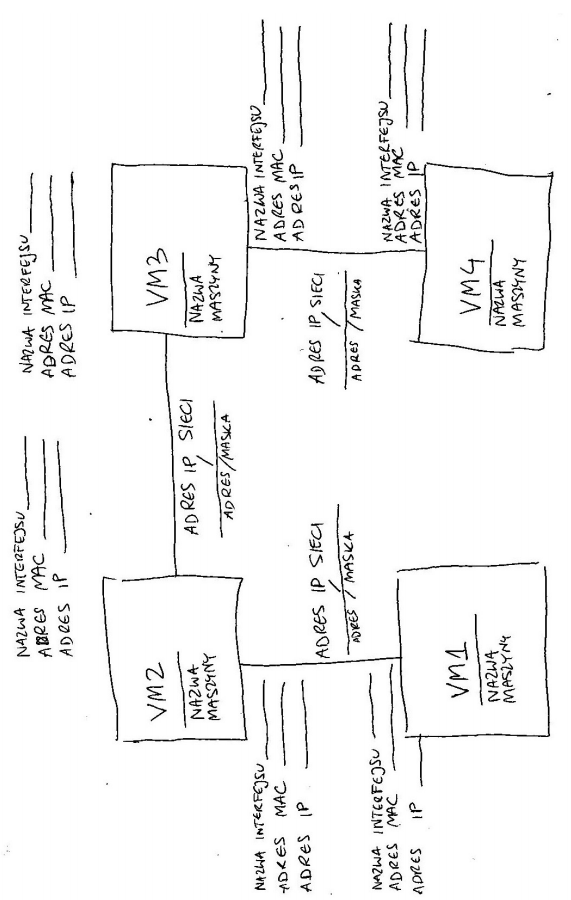 NAZWA INTERFEJSU
ADRES MAC
ADRES IP
NAZWA INTERFEJSU
ADRES MAC
ADRES IP
VM2
NAZWA
MASZYNY
ADRES IP SIECI
/
ADRES/MASKA
VM3
NAZWA
MASZYNY
NAZWA INTERFEJSU
ADRES MAC
ADRES IP
NAZWA INTERFEJSU
ADRES MAC
ADRES IP
ADRES IP SIECI
/
ADRES/MASKA
ADRES IP SIECI
/
ADRES/MASKA
NAZWA INTERFEJSU
ADRES MAC
ADRES IP
NAZWA INTERFEJSU
ADRES MAC
ADRES IP
VM1
NAZWA
MASZYNY
VM4
NAZWA
MASZYNY